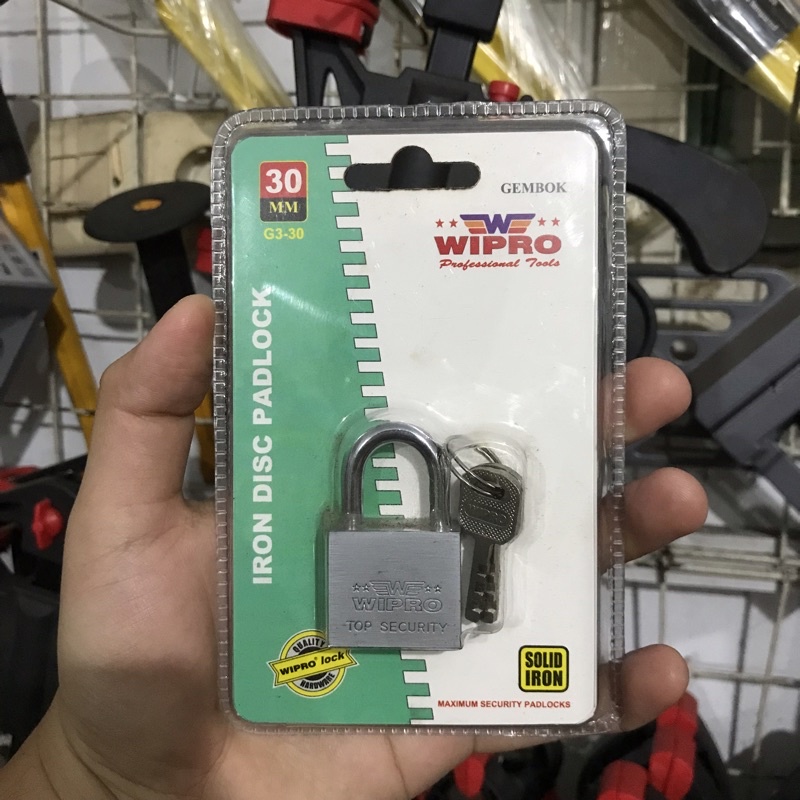 30
MM
G3-30
GEMBOK
W
WIPRO
Professional Tools
IRON DISC PADLOCK
W
WIPRO
TOP SECURITY
QUALITY
WIPRO® lock
HARDWARE
SOLID
IRON
MAXIMUM SECURITY PADLOCKS